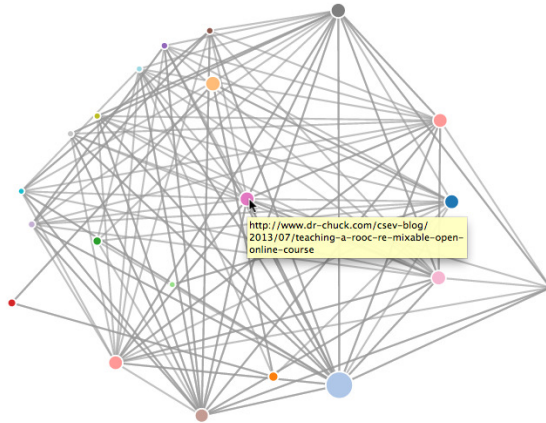 http://www.dr-chuck.com/csev-blog/
2013/07/teaching-a-rooc-re-mixable-open-
online-course